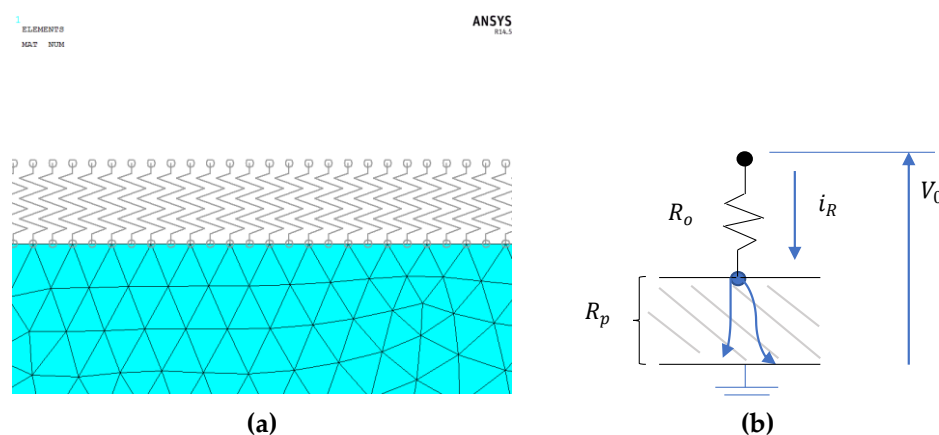 1
ELEMENTS
MAT NUM
ANSYS
R14.5
R_o
i_R
V_0
R_p
(a)
(b)